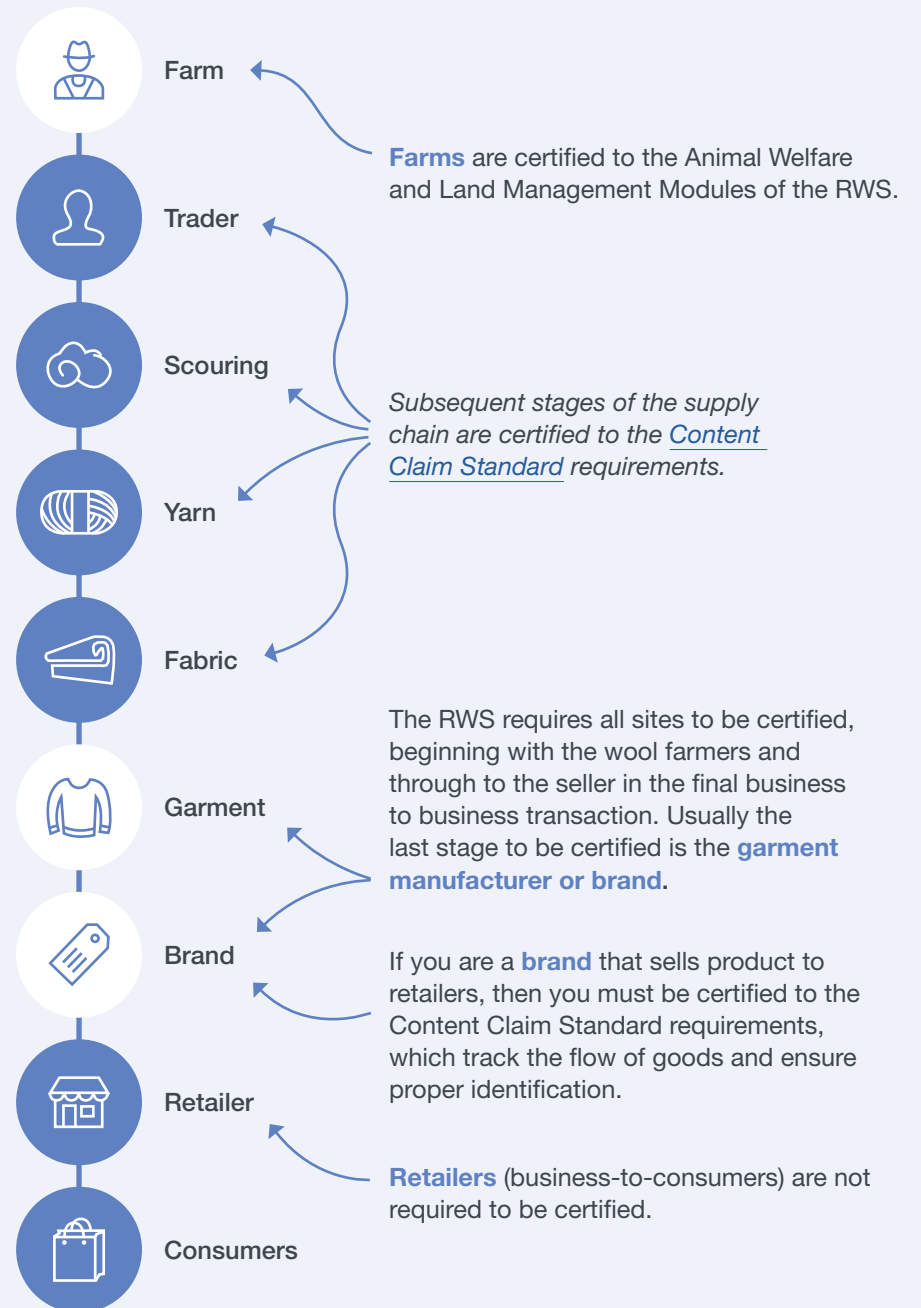 Farm
Farms are certified to the Animal Welfare
and Land Management Modules of the RWS.
Trader
Scouring
Subsequent stages of the supply
chain are certified to the Content
Claim Standard requirements.
Yarn
Fabric
The RWS requires all sites to be certified,
beginning with the wool farmers and
through to the seller in the final business
to business transaction. Usually the
last stage to be certified is the garment
manufacturer or brand.
Garment
Brand
If you are a brand that sells product to
retailers, then you must be certified to the
Content Claim Standard requirements,
which track the flow of goods and ensure
proper identification.
Retailer
Retailers (business-to-consumers) are not
required to be certified.
Consumers